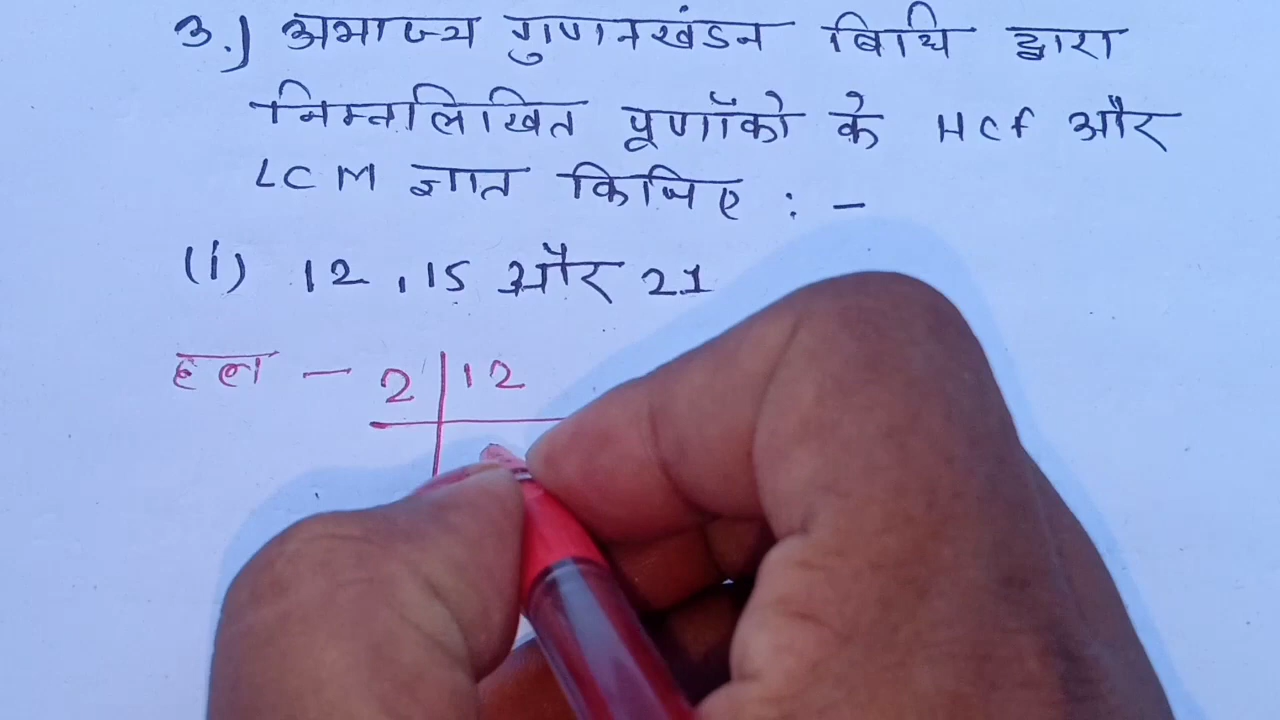 3.) अभाज्य गुणनखंडन बिधि द्वारा
निम्नलिखित पूर्णांको के HCf और
LCM ज्ञात किजिए : -
(i) 12 , 15 और 21
हल - 2 | 12